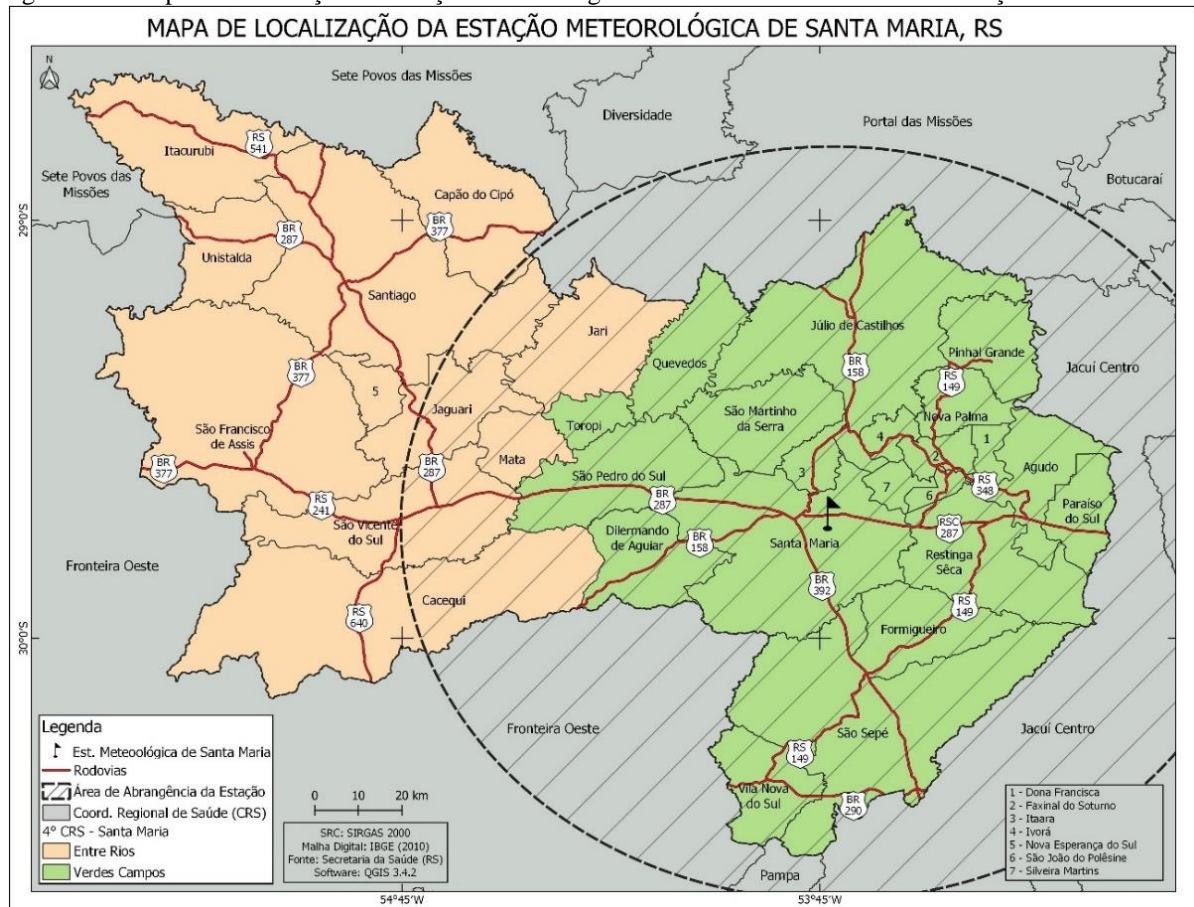 MAPA DE LOCALIZAÇÃO DA ESTAÇÃO METEOROLÓGICA DE SANTA MARIA, RS
N
Sete Povos das Missões
Diversidade
Portal das Missões
Itacurubi
RS
541
Sete Povos das
Missões
Capão do Cipó
Botucaraí
29°0'S
BR
287
BR
377
Unistalda
Santiago
Jari
Júlio de Castilhos
Quevedos
Pinhal Grande
Jacuí Centro
BR
377
BR
158
RS
149
5
Jaguari
São Martinho
da Serra
Nova Palma
Toropi
4
1
São Francisco
de Assis
Mata
2
Agudo
BR
377
BR
287
São Pedro do Sul
3
7
RS
348
6
Paraíso
do Sul
RS
241
BR
287
São Vicente
do Sul
Dilermando
de Aguiar
BR
158
Santa Maria
RSC
287
Restinga
Sêca
Fronteira Oeste
Cacequi
BR
392
RS
149
RS
640
Formigueiro
30°0'S
Fronteira Oeste
São Sepé
Jacuí Centro
RS
149
Vila Nova
do Sul
BR
290
Pampa
Legenda
Est. Meteoológica de Santa Maria
Rodovias
Área de Abrangência da Estação
Coord. Regional de Saúde (CRS)
4° CRS - Santa Maria
Entre Rios
Verdes Campos
0 10 20 km
SRC: SIRGAS 2000
Malha Digital: IBGE (2010)
Fonte: Secretaria da Saúde (RS)
Software: QGIS 3.4.2
1 - Dona Francisca
2 - Faxinal do Soturno
3 - Itaara
4 - Ivorá
5 - Nova Esperança do Sul
6 - São João do Polêsine
7 - Silveira Martins
54°45'W
53°45'W